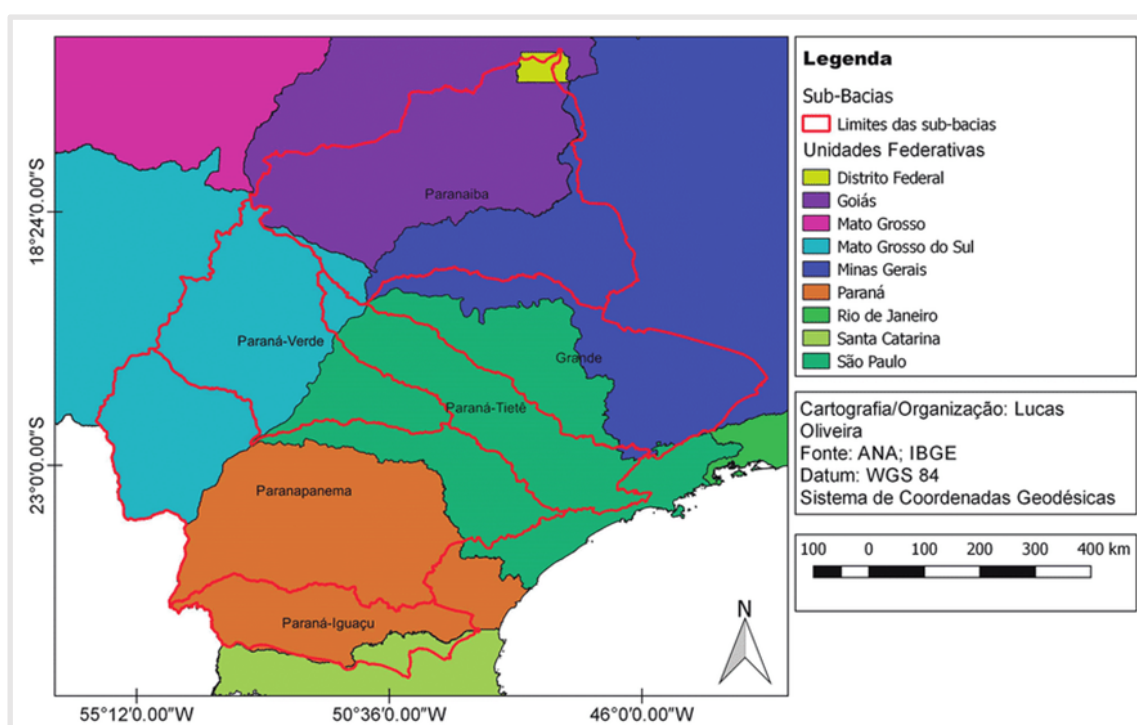 Paranaiba
Paraná-Verde
Grande
Paraná-Tietê
Paranapanema
Paraná-Iguaçu
18°24'0.00"S
23°0'0.00"S
55°12'0.00"W
50°36'0.00"W
46°0'0.00"W
Legenda
Sub-Bacias
Limites das sub-bacias
Unidades Federativas
Distrito Federal
Goiás
Mato Grosso
Mato Grosso do Sul
Minas Gerais
Paraná
Rio de Janeiro
Santa Catarina
São Paulo
Cartografia/Organização: Lucas
Oliveira
Fonte: ANA; IBGE
Datum: WGS 84
Sistema de Coordenadas Geodésicas
100 0 100 200 300 400 km
N